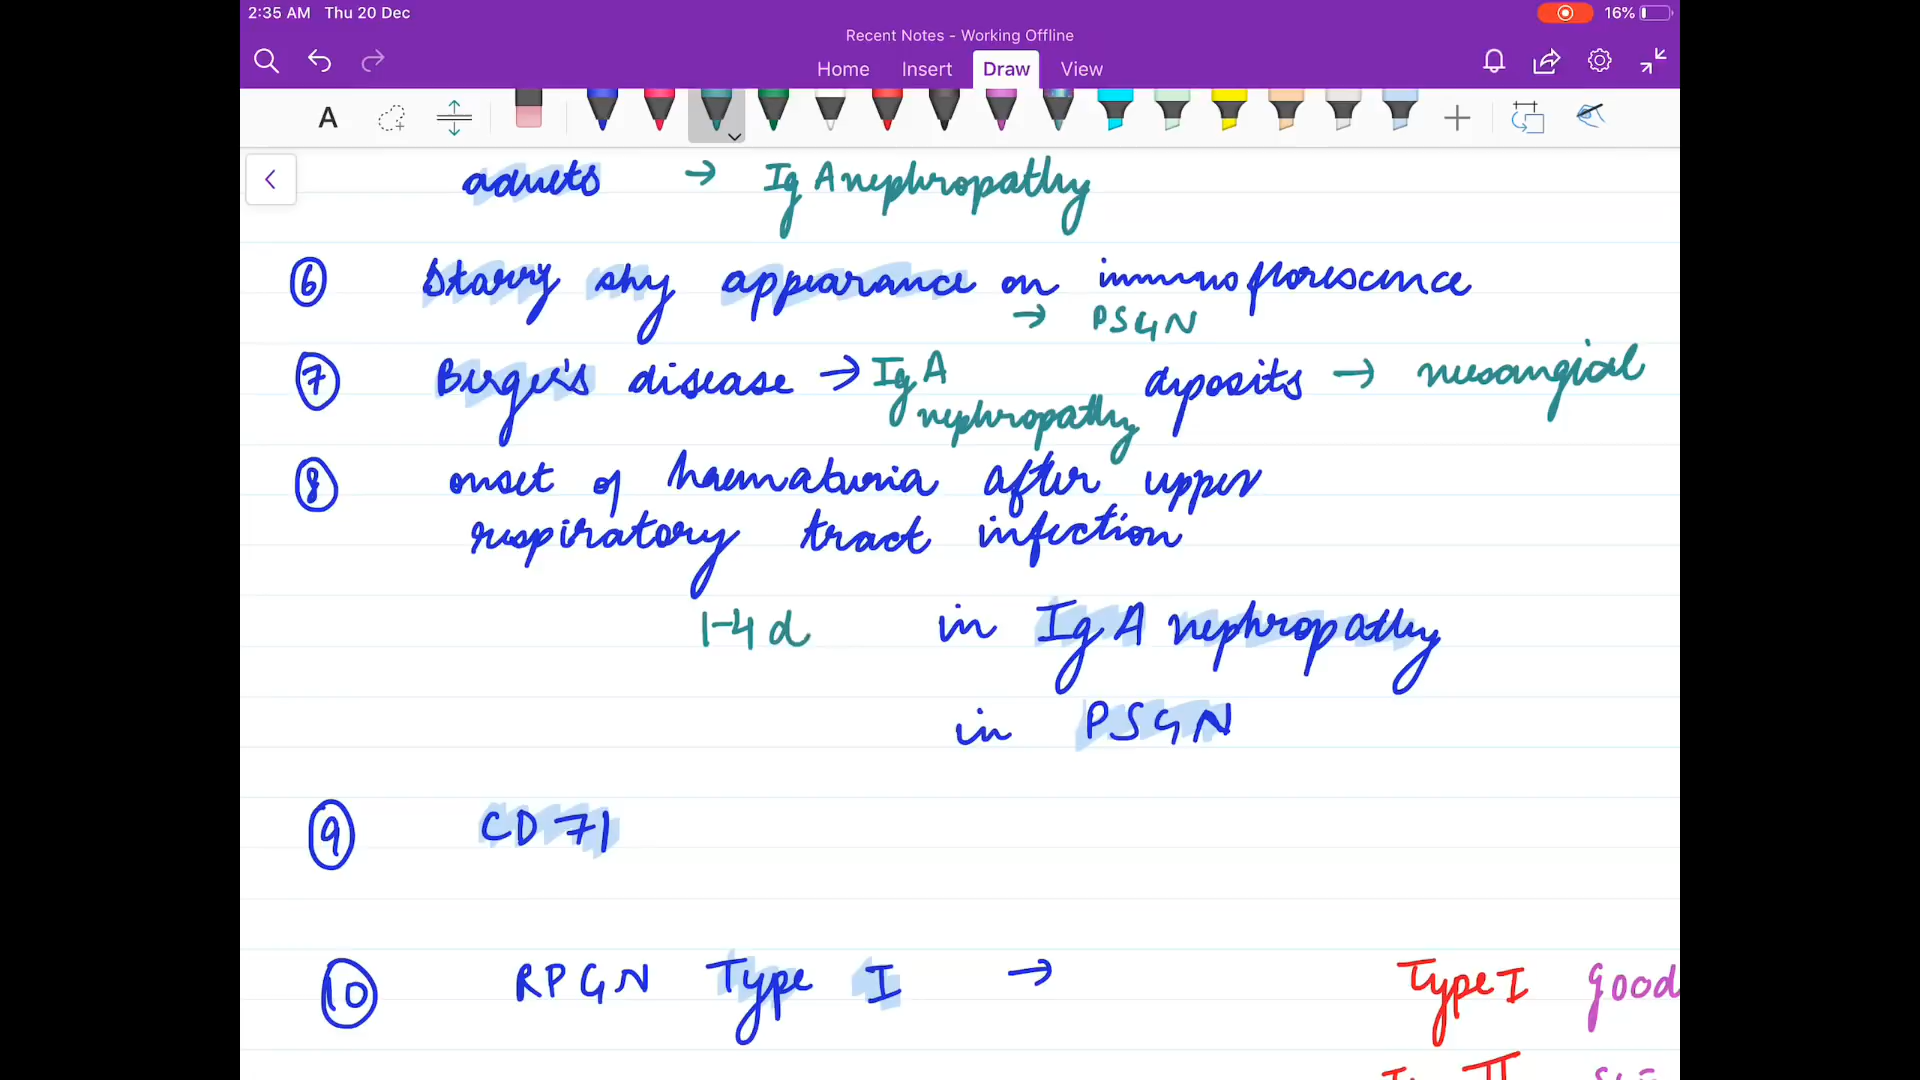 2:35 AM Thu 20 Dec 16%
Recent Notes - Working Offline
Home Insert Draw View
A
adults → IgA nephropathy
6 Starry sky appearance on immunoflorescence
→ PSGN
7 Berger's disease → IgA nephropathy deposits → mesangial
8 onset of haematuria after upper
respiratory tract infection
1-4 d in IgA nephropathy
in PSGN
9 CD 71
10 RPGN Type I → Type I good